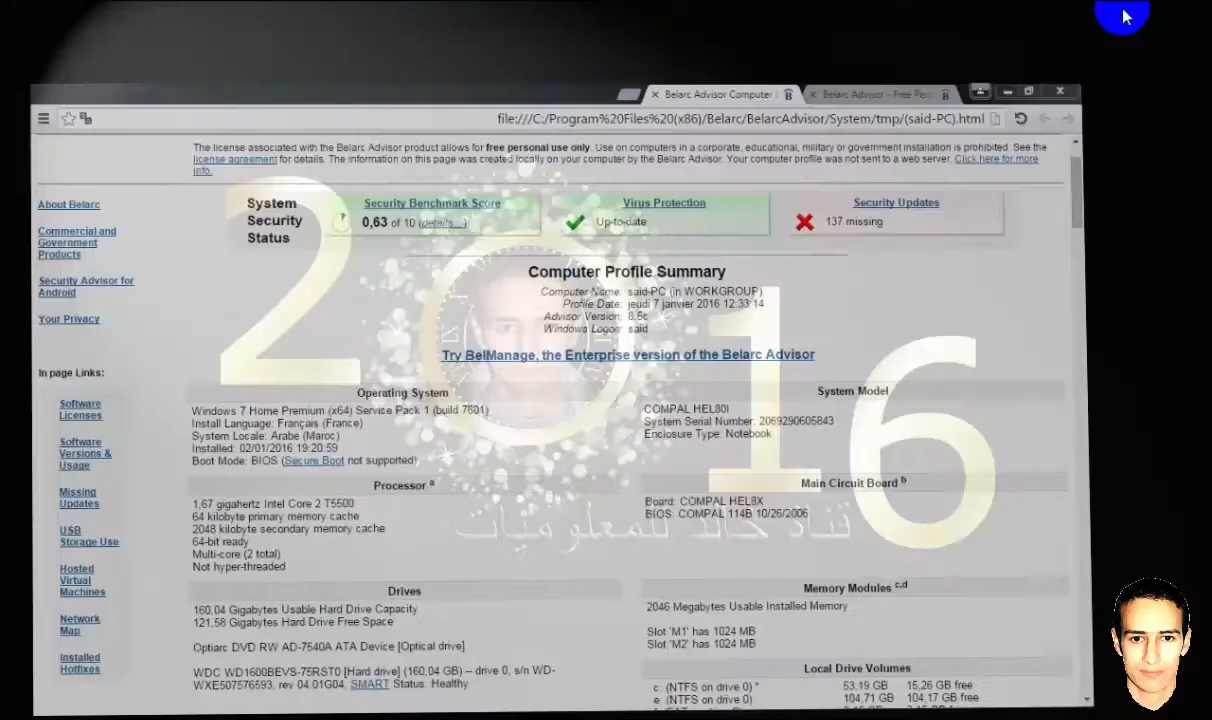 Belarc Advisor Computer
Belarc Advisor - Free Per
file:///C:/Program%20Files%20(x86)/Belarc/BelarcAdvisor/System/tmp/(said-PC).html
The license associated with the Belarc Advisor product allows for free personal use only. Use on computers in a corporate, educational, military or government installation is prohibited. See the
license agreement for details. The information on this page was created locally on your computer by the Belarc Advisor. Your computer profile was not sent to a web server. Click here for more
info.
About Belarc
Commercial and
Government
Products
Security Advisor for
Android
Your Privacy
In page Links:
Software
Licenses
Software
Versions &
Usage
Missing
Updates
USB
Storage Use
Hosted
Virtual
Machines
Network
Map
Installed
Hotfixes
System
Security
Status
Security Benchmark Score
0,63 of 10 (details...)
Virus Protection
Up-to-date
Security Updates
137 missing
Computer Profile Summary
Computer Name: said-PC (in WORKGROUP)
Profile Date: jeudi 7 janvier 2016 12:33:14
Advisor Version: 8.5c
Windows Logon: said
Try BelManage, the Enterprise version of the Belarc Advisor
2016
Operating System
Windows 7 Home Premium (x64) Service Pack 1 (build 7601)
Install Language: Français (France)
System Locale: Arabe (Maroc)
Installed: 02/01/2016 19:20:59
Boot Mode: BIOS (Secure Boot not supported)
System Model
COMPAL HEL80I
System Serial Number: 2069290605843
Enclosure Type: Notebook
Processor a
1,67 gigahertz Intel Core 2 T5500
64 kilobyte primary memory cache
2048 kilobyte secondary memory cache
64-bit ready
Multi-core (2 total)
Not hyper-threaded
Main Circuit Board b
Board: COMPAL HEL8X
BIOS: COMPAL 114B 10/26/2006
قناة خالد للمعلوميات
Drives
160,04 Gigabytes Usable Hard Drive Capacity
121,58 Gigabytes Hard Drive Free Space
Optiarc DVD RW AD-7540A ATA Device [Optical drive]
WDC WD1600BEVS-75RST0 [Hard drive] (160,04 GB) -- drive 0, s/n WD-
WXE507576593, rev 04.01G04, SMART Status: Healthy
Memory Modules c,d
2046 Megabytes Usable Installed Memory
Slot 'M1' has 1024 MB
Slot 'M2' has 1024 MB
Local Drive Volumes
c: (NTFS on drive 0) * 53,19 GB 15,26 GB free
e: (NTFS on drive 0) 104,71 GB 104,17 GB free